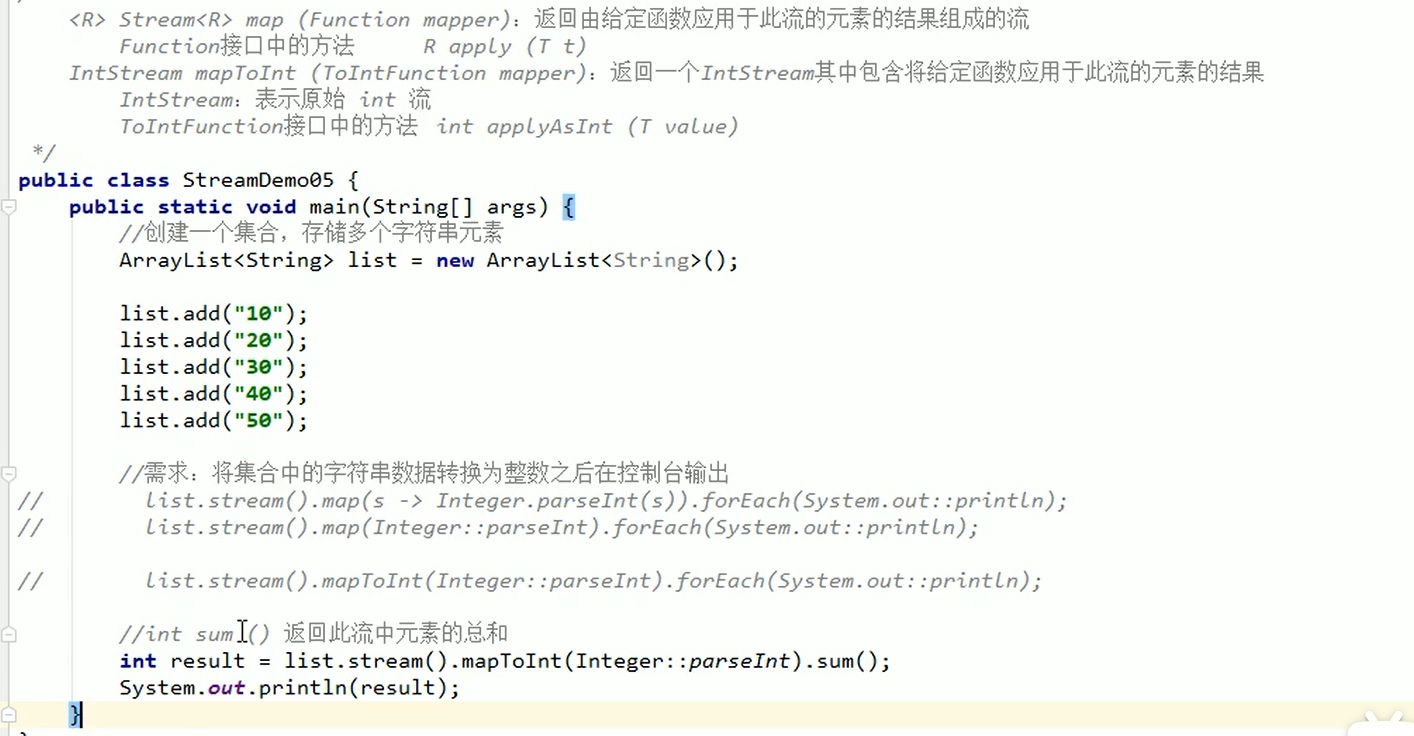 <R> Stream<R> map (Function mapper)：返回由给定函数应用于此流的元素的结果组成的流
Function接口中的方法 R apply (T t)
IntStream mapToInt (ToIntFunction mapper)：返回一个IntStream其中包含将给定函数应用于此流的元素的结果
IntStream：表示原始 int 流
ToIntFunction接口中的方法 int applyAsInt (T value)
*/
public class StreamDemo05 {
public static void main(String[] args) {
//创建一个集合，存储多个字符串元素
ArrayList<String> list = new ArrayList<String>();
list.add("10");
list.add("20");
list.add("30");
list.add("40");
list.add("50");
//需求：将集合中的字符串数据转换为整数之后在控制台输出
// list.stream().map(s -> Integer.parseInt(s)).forEach(System.out::println);
// list.stream().map(Integer::parseInt).forEach(System.out::println);
// list.stream().mapToInt(Integer::parseInt).forEach(System.out::println);
//int sum () 返回此流中元素的总和
int result = list.stream().mapToInt(Integer::parseInt).sum();
System.out.println(result);
}